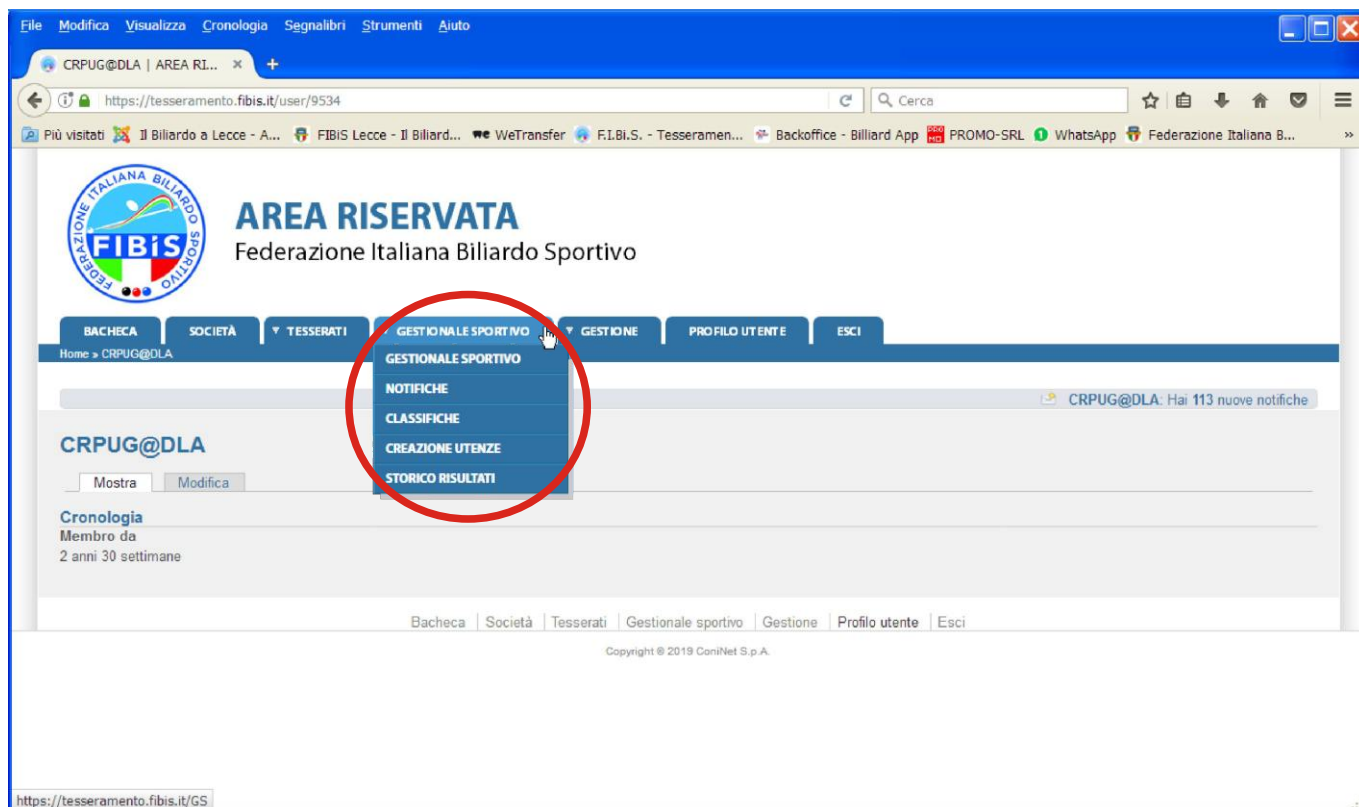 File Modifica Visualizza Cronologia Segnalibri Strumenti Aiuto
CRPUG@DLA | AREA RI... × +
https://tesseramento.fibis.it/user/9534
Cerca
Più visitati Il Biliardo a Lecce - A... FIBiS Lecce - Il Biliard... WeTransfer F.I.Bi.S. - Tesseramen... Backoffice - Billiard App PROMO-SRL WhatsApp Federazione Italiana B... »
FEDERAZIONE ITALIANA BILIARDO SPORTIVO
FIBiS
AREA RISERVATA
Federazione Italiana Biliardo Sportivo
BACHECA SOCIETÀ TESSERATI GESTIONALE SPORTIVO GESTIONE PROFILO UTENTE ESCI
Home » CRPUG@DLA
GESTIONALE SPORTIVO
NOTIFICHE
CLASSIFICHE
CREAZIONE UTENZE
STORICO RISULTATI
CRPUG@DLA: Hai 113 nuove notifiche
CRPUG@DLA
Mostra Modifica
Cronologia
Membro da
2 anni 30 settimane
Bacheca | Società | Tesserati | Gestionale sportivo | Gestione | Profilo utente | Esci
Copyright © 2019 ConiNet S.p.A.
https://tesseramento.fibis.it/GS